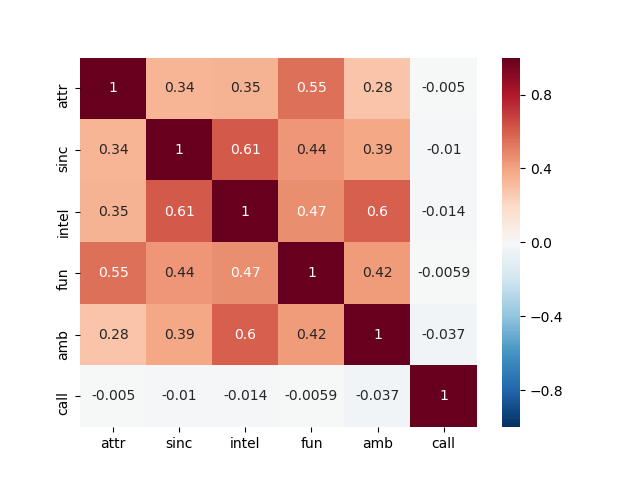 attr 1 0.34 0.35 0.55 0.28 -0.005
sinc 0.34 1 0.61 0.44 0.39 -0.01
intel 0.35 0.61 1 0.47 0.6 -0.014
fun 0.55 0.44 0.47 1 0.42 -0.0059
amb 0.28 0.39 0.6 0.42 1 -0.037
call -0.005 -0.01 -0.014 -0.0059 -0.037 1
attr sinc intel fun amb call
0.8
0.4
0.0
−0.4
−0.8